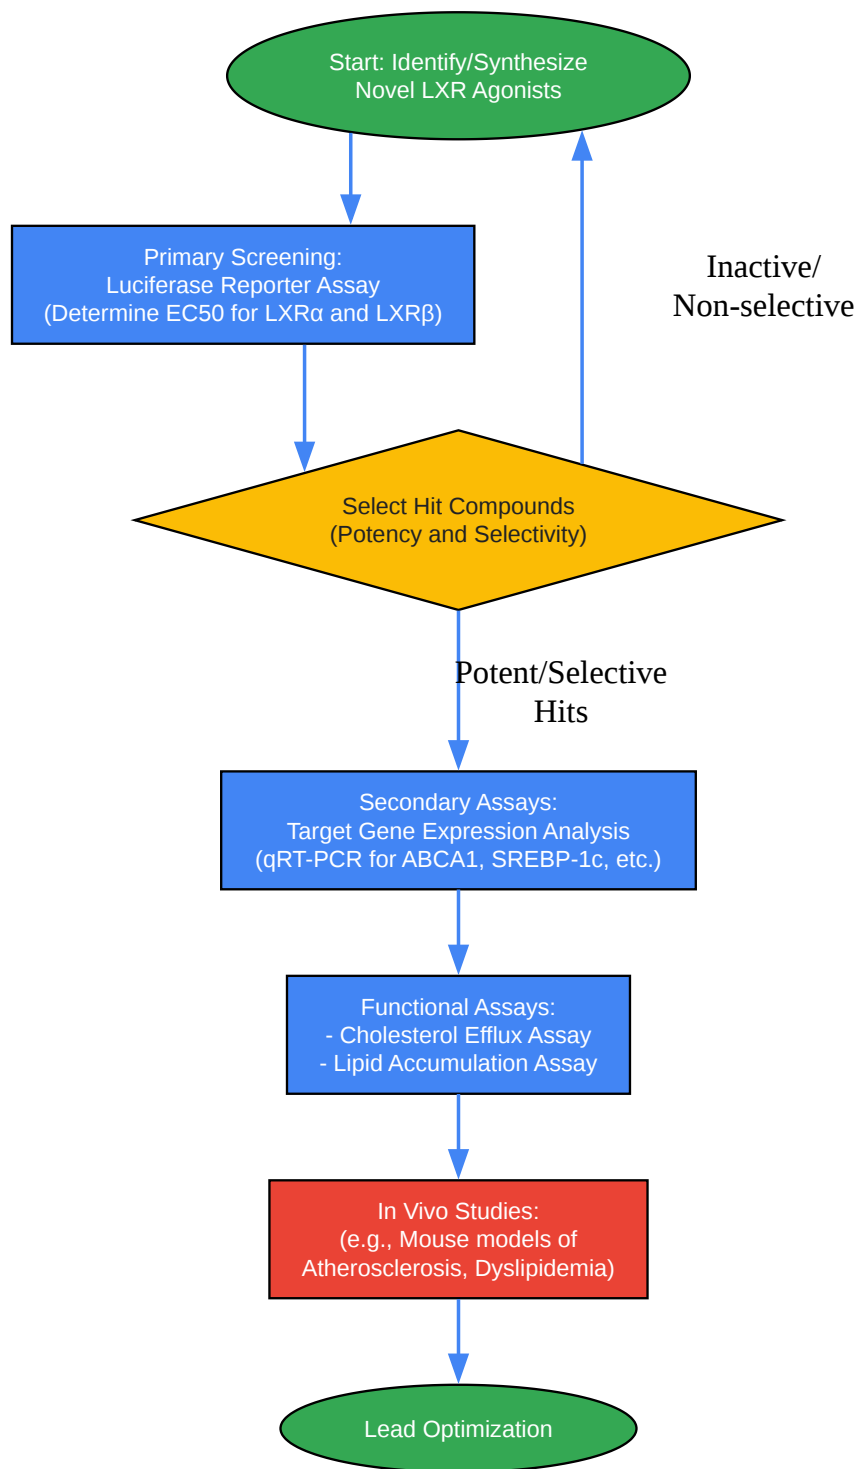 Start: Identify/Synthesize
Novel LXR Agonists
Primary Screening:
Luciferase Reporter Assay
(Determine EC50 for LXRα and LXRβ)
Inactive/
Non-selective
Select Hit Compounds
(Potency and Selectivity)
Potent/Selective
Hits
Secondary Assays:
Target Gene Expression Analysis
(qRT-PCR for ABCA1, SREBP-1c, etc.)
Functional Assays:
- Cholesterol Efflux Assay
- Lipid Accumulation Assay
In Vivo Studies:
(e.g., Mouse models of
Atherosclerosis, Dyslipidemia)
Lead Optimization